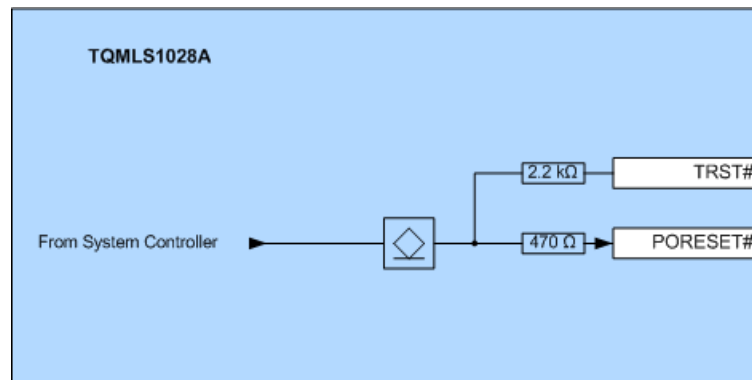 TQMLS1028A
2.2 kΩ
TRST#
From System Controller
470 Ω
PORESET#